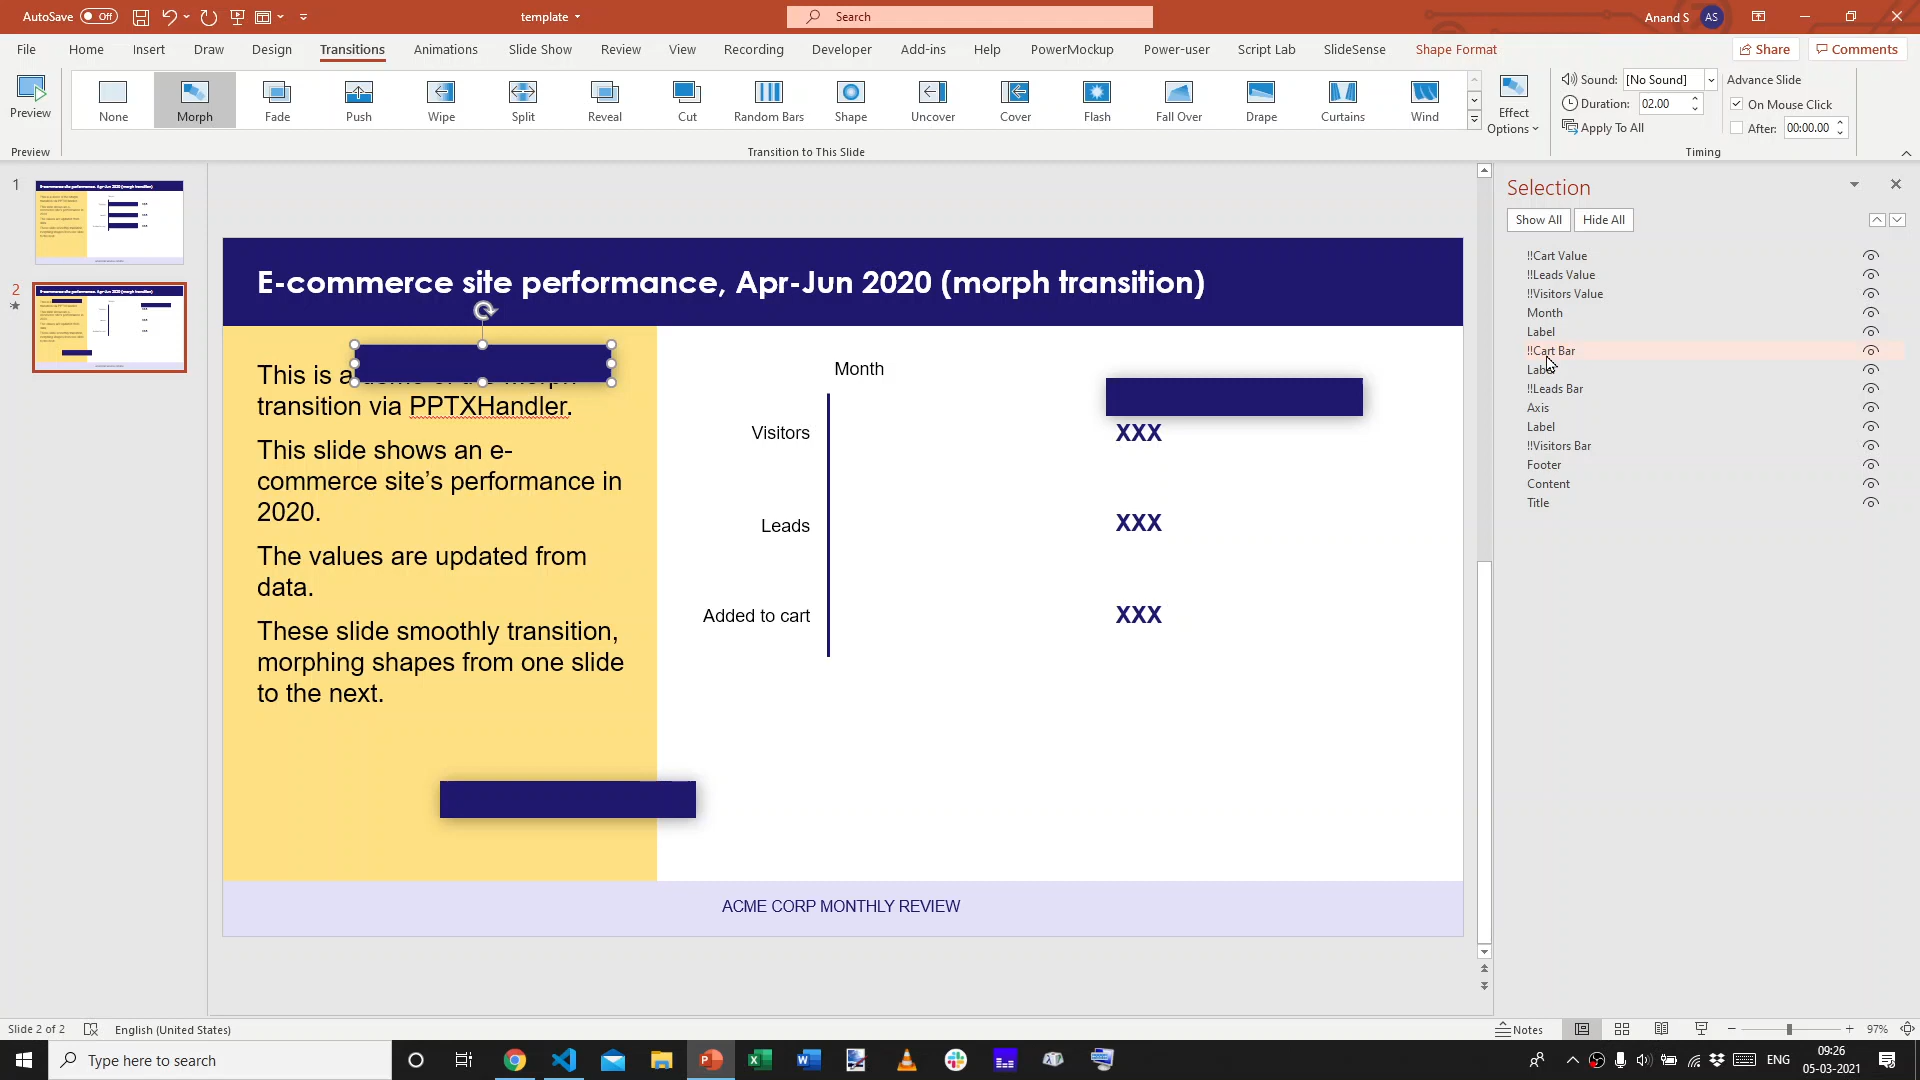 AutoSave Off
template
Search
Anand S AS
File Home Insert Draw Design Transitions Animations Slide Show Review View Recording Developer Add-ins Help PowerMockup Power-user Script Lab SlideSense Shape Format
Share Comments
Preview
None Morph Fade Push Wipe Split Reveal Cut Random Bars Shape Uncover Cover Flash Fall Over Drape Curtains Wind
Effect
Options
Sound: [No Sound]
Duration: 02.00
Apply To All
Advance Slide
On Mouse Click
After: 00:00.00
Preview
Transition to This Slide
Timing
1
2
E-commerce site performance, Apr-Jun 2020 (morph transition)
This is a
transition via PPTXHandler.
This slide shows an e-
commerce site’s performance in
2020.
The values are updated from
data.
These slide smoothly transition,
morphing shapes from one slide
to the next.
Month
Visitors
XXX
Leads
XXX
Added to cart
XXX
ACME CORP MONTHLY REVIEW
Selection
Show All Hide All
!!Cart Value
!!Leads Value
!!Visitors Value
Month
Label
!!Cart Bar
Label
!!Leads Bar
Axis
Label
!!Visitors Bar
Footer
Content
Title
Slide 2 of 2
English (United States)
Notes
97%
Type here to search
ENG
09:26
05-03-2021